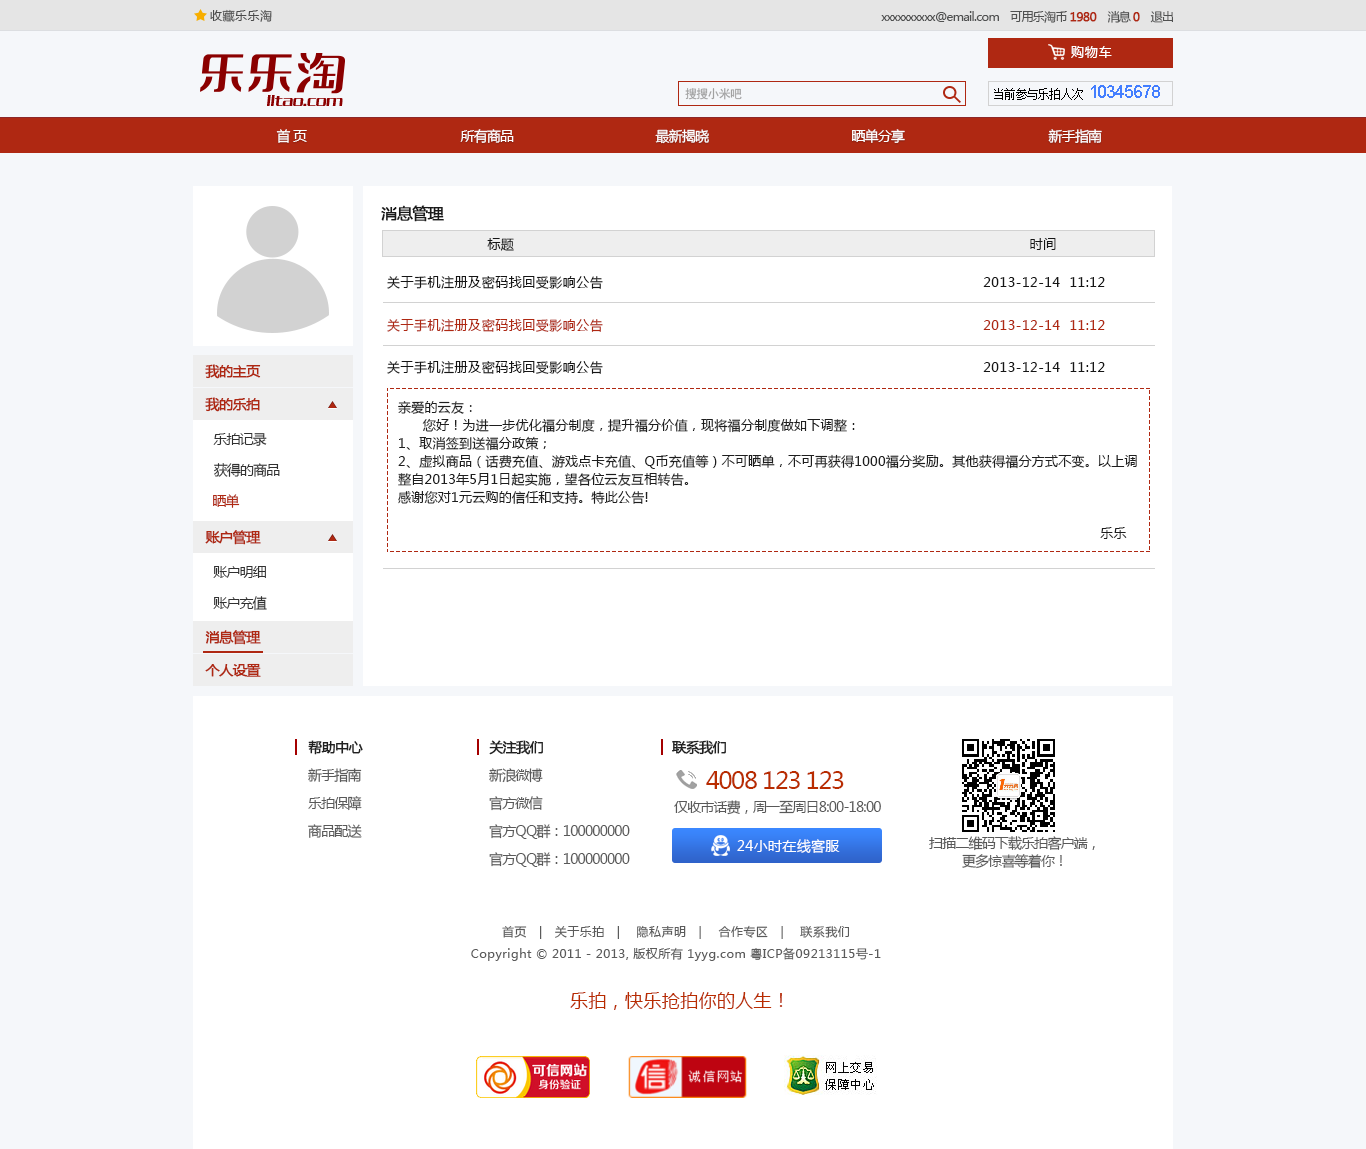 收藏乐乐淘
xxxxxxxxxx@email.com 可用乐淘币 1980 消息 0 退出
乐乐淘
lltao.com
购物车
搜搜小米吧
当前参与乐拍人次 10345678
首 页 所有商品 最新揭晓 晒单分享 新手指南
我的主页
我的乐拍
乐拍记录
获得的商品
晒单
账户管理
账户明细
账户充值
消息管理
个人设置
消息管理
标题 时间
关于手机注册及密码找回受影响公告 2013-12-14 11:12
关于手机注册及密码找回受影响公告 2013-12-14 11:12
关于手机注册及密码找回受影响公告 2013-12-14 11:12
亲爱的云友：
您好！为进一步优化福分制度，提升福分价值，现将福分制度做如下调整：
1、取消签到送福分政策；
2、虚拟商品（话费充值、游戏点卡充值、Q币充值等）不可晒单，不可再获得1000福分奖励。其他获得福分方式不变。以上调
整自2013年5月1日起实施，望各位云友互相转告。
感谢您对1元云购的信任和支持。特此公告!
乐乐
帮助中心
新手指南
乐拍保障
商品配送
关注我们
新浪微博
官方微信
官方QQ群：100000000
官方QQ群：100000000
联系我们
4008 123 123
仅收市话费，周一至周日8:00-18:00
24小时在线客服
扫描二维码下载乐拍客户端，
更多惊喜等着你！
首页 | 关于乐拍 | 隐私声明 | 合作专区 | 联系我们
Copyright © 2011 - 2013, 版权所有 1yyg.com 粤ICP备09213115号-1
乐拍，快乐抢拍你的人生！
可信网站
身份验证
信 诚信网站
网上交易
保障中心